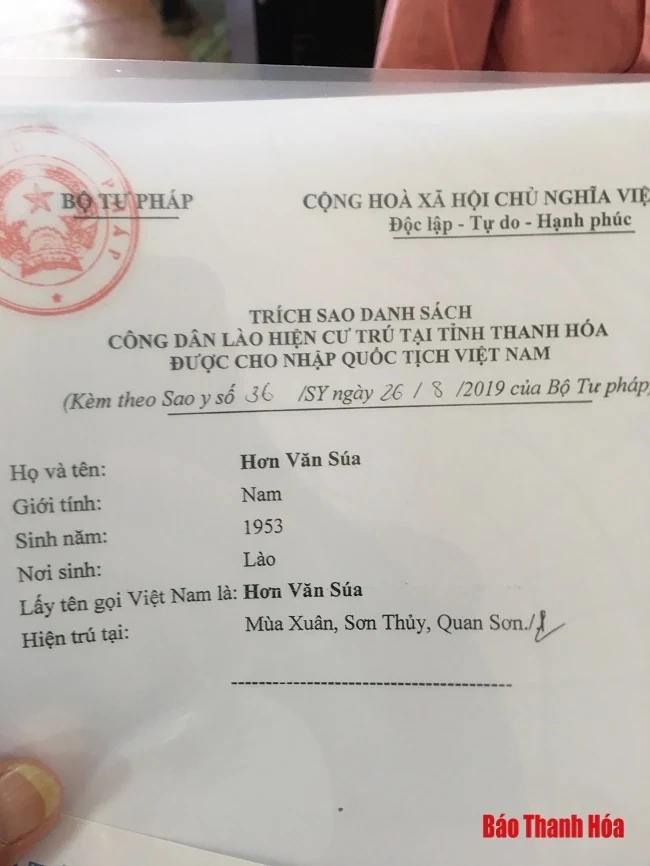 BỘ TƯ PHÁP
CỘNG HOÀ XÃ HỘI CHỦ NGHĨA VIỆ
Độc lập - Tự do - Hạnh phúc
PHÁP
TRÍCH SAO DANH SÁCH
CÔNG DÂN LÀO HIỆN CƯ TRÚ TẠI TỈNH THANH HÓA
ĐƯỢC CHO NHẬP QUỐC TỊCH VIỆT NAM
(Kèm theo Sao y số 36 /SY ngày 26 / 8 /2019 của Bộ Tư pháp)
Họ và tên: Hơn Văn Súa
Giới tính: Nam
Sinh năm: 1953
Nơi sinh: Lào
Lấy tên gọi Việt Nam là: Hơn Văn Súa
Hiện trú tại: Mùa Xuân, Sơn Thủy, Quan Sơn./.
Báo Thanh Hóa